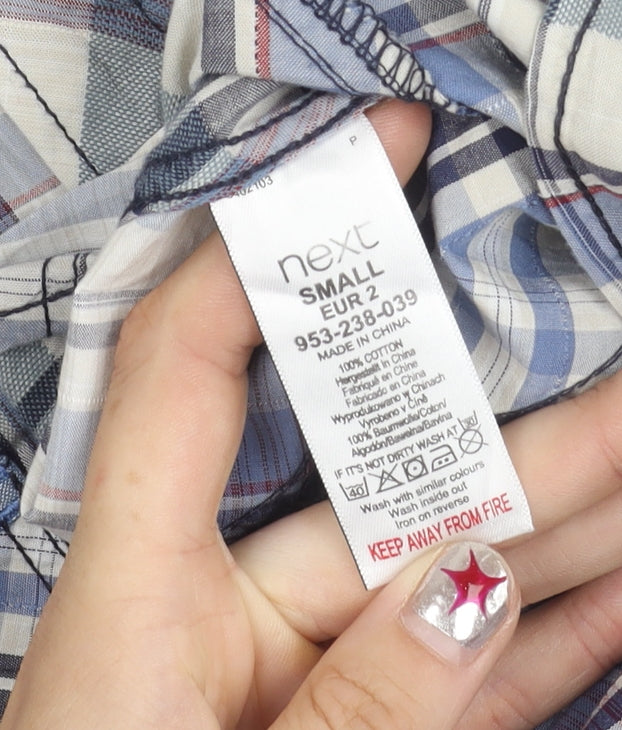 P
next
SMALL
EUR 2
953-238-039
MADE IN CHINA
100% COTTON
Hergestellt in China
Fabriqué en Chine
Fabricado en China
Wyprodukowano w Chinach
Vyrobeno v Číně
100% Baumwolle/Coton/
Algodón/Bawełna/Bavlna
IF IT'S NOT DIRTY WASH AT 30
40
Wash with similar colours
Wash inside out
Iron on reverse
KEEP AWAY FROM FIRE